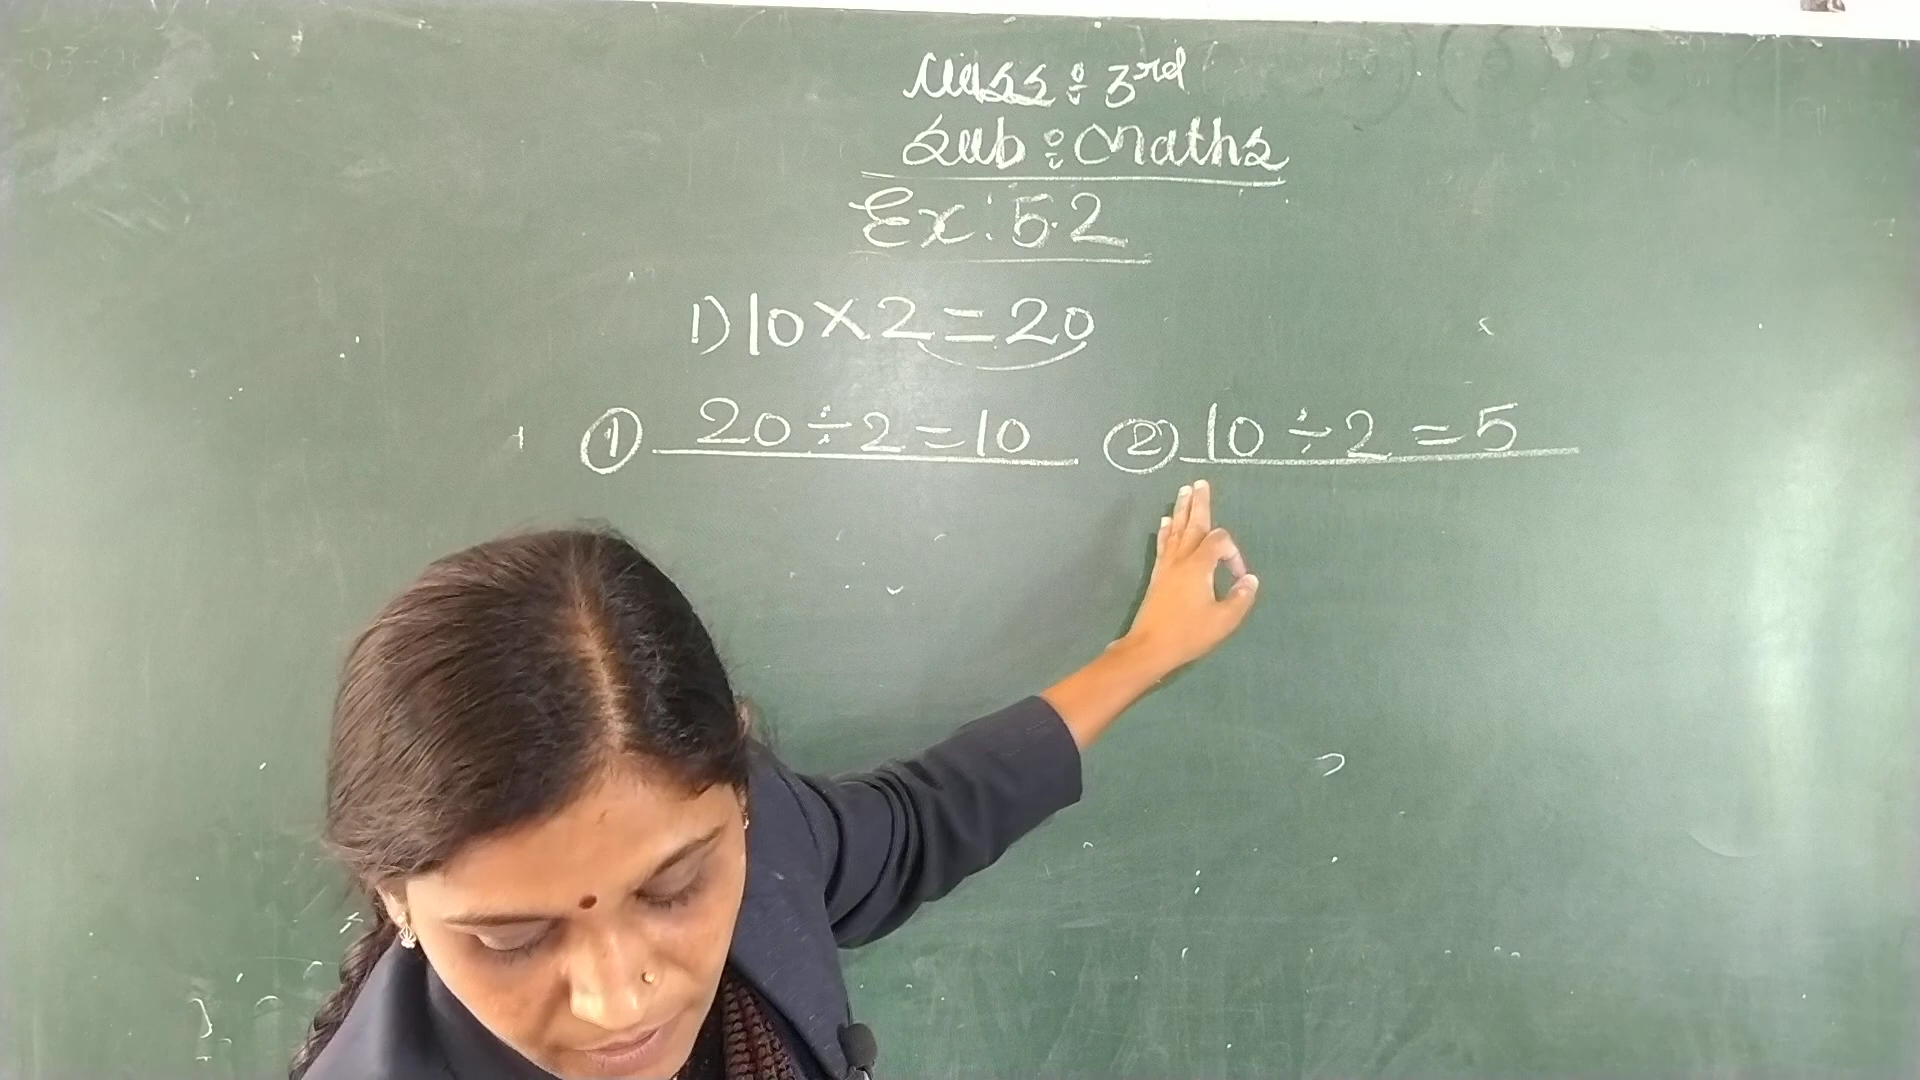 Class : 3rd
Sub : Maths
Ex : 5.2
1) 10 × 2 = 20
① 20 ÷ 2 = 10 ② 10 ÷ 2 = 5